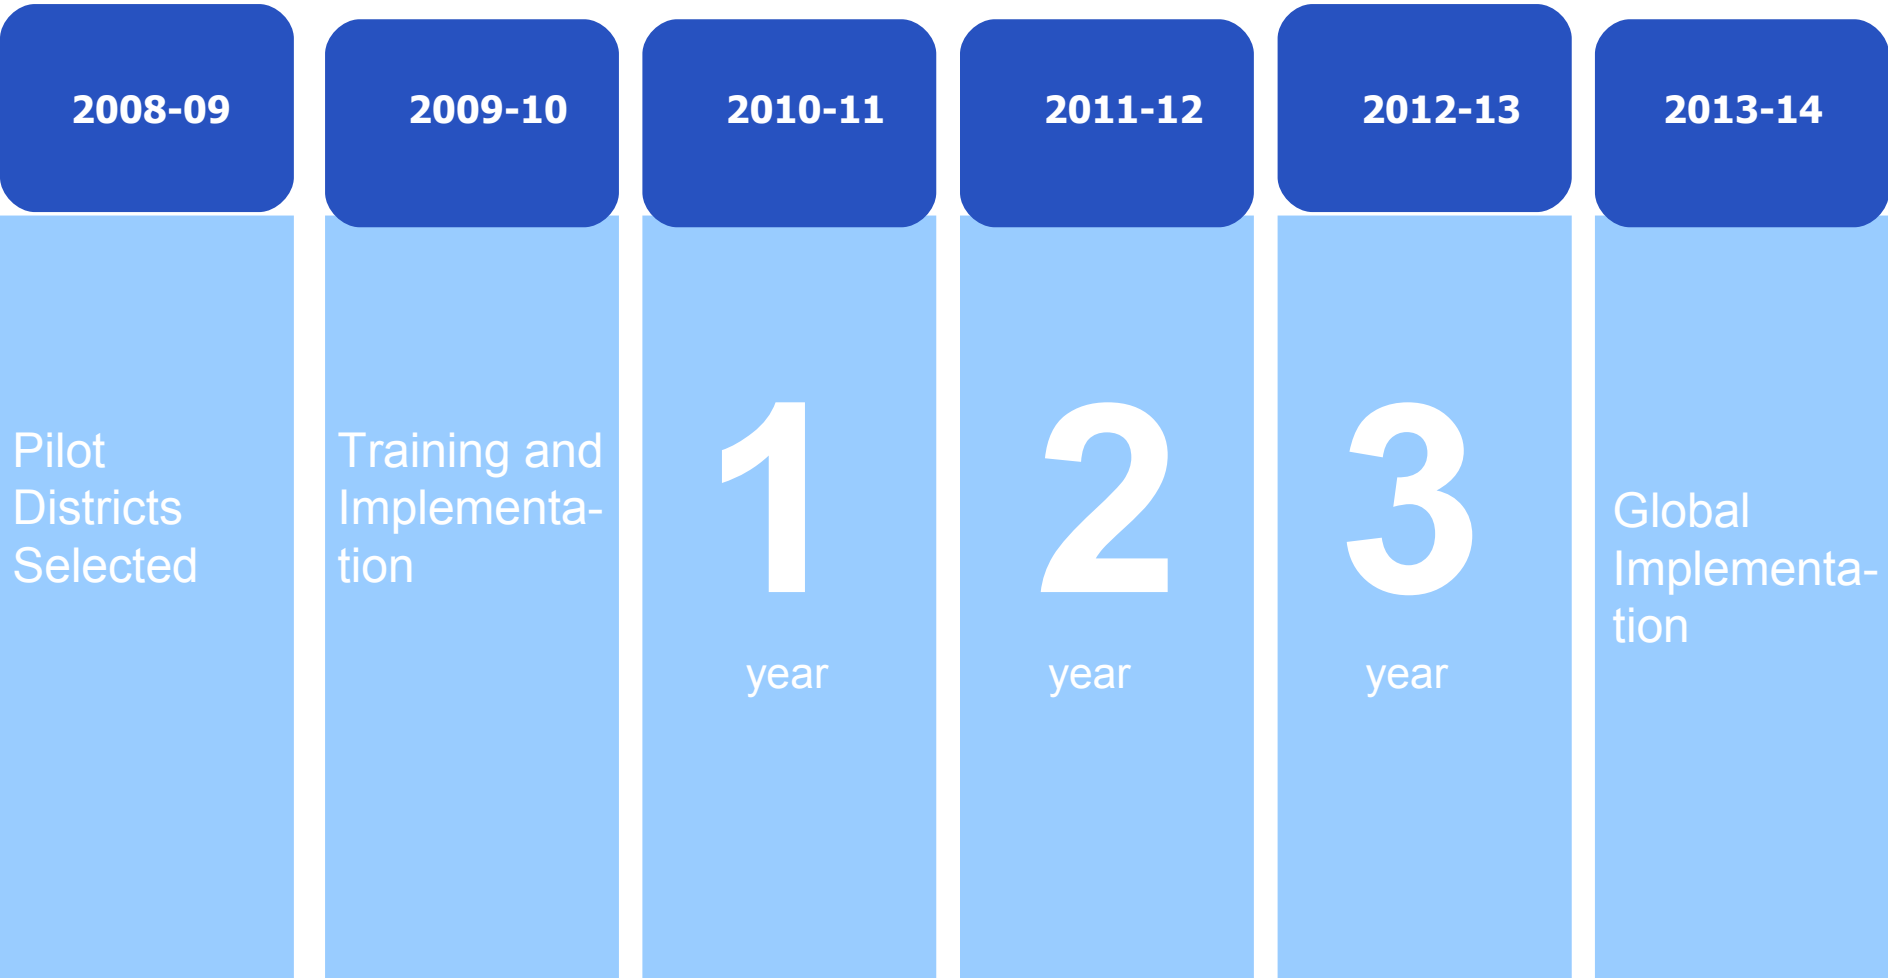 2008-09
2009-10
2010-11
2011-12
2012-13
2013-14
Pilot
Districts
Selected
Training and
Implementa-
tion
1
year
2
year
3
year
Global
Implementa-
tion